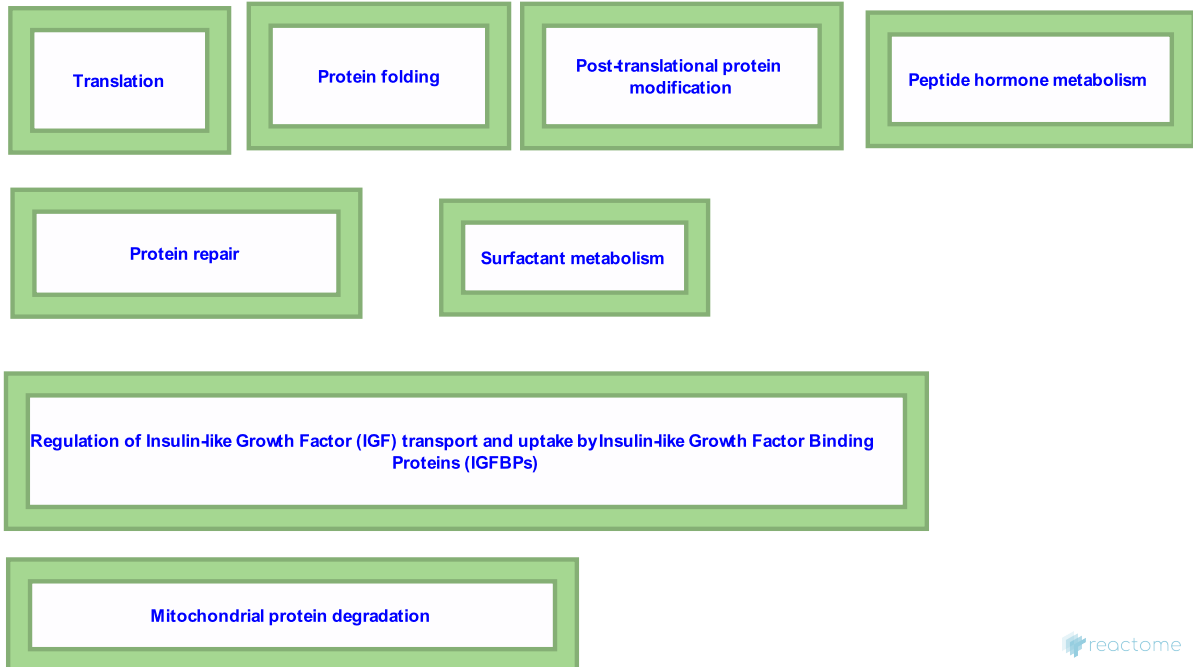 Translation
Protein folding
Post-translational protein
modification
Peptide hormone metabolism
Protein repair
Surfactant metabolism
Regulation of Insulin-like Growth Factor (IGF) transport and uptake by Insulin-like Growth Factor Binding
Proteins (IGFBPs)
Mitochondrial protein degradation
reactome